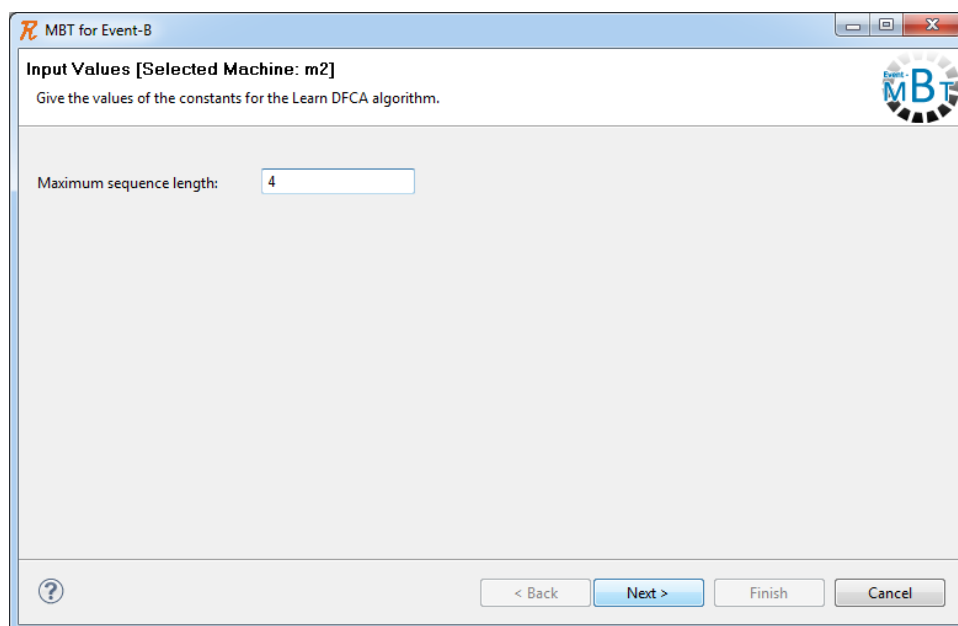 MBT for Event-B
Input Values [Selected Machine: m2]
Give the values of the constants for the Learn DFCA algorithm.
Event-
MBT
Maximum sequence length:
4
< Back
Next >
Finish
Cancel